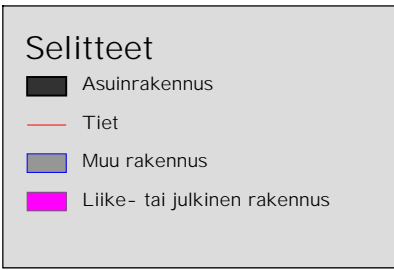 Selitteet
Asuinrakennus
Tiet
Muu rakennus
Liike- tai julkinen rakennus